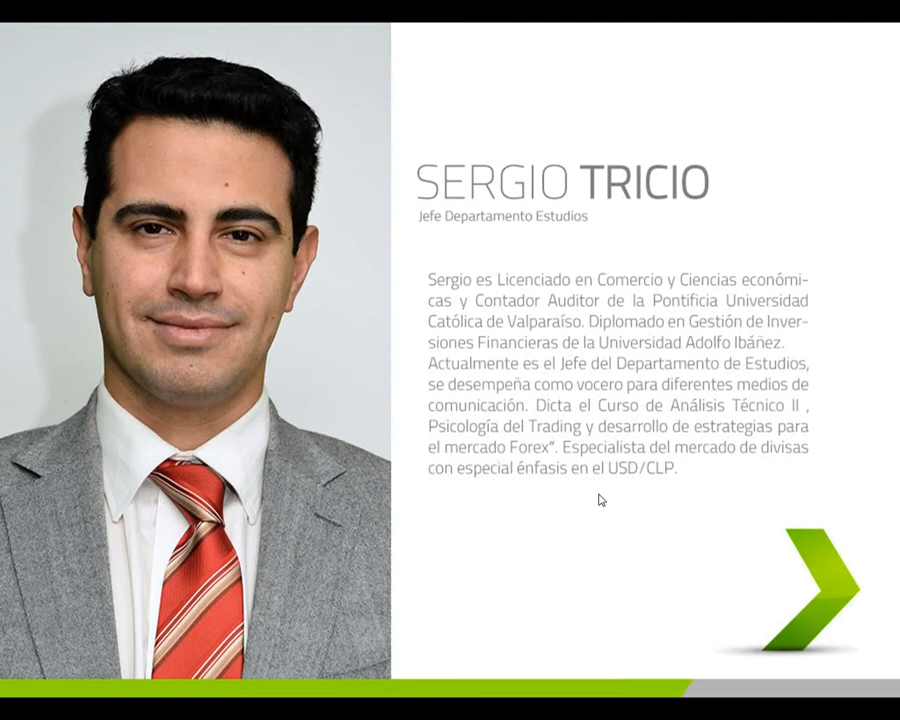 SERGIO TRICIO
Jefe Departamento Estudios
Sergio es Licenciado en Comercio y Ciencias económi-
cas y Contador Auditor de la Pontificia Universidad
Católica de Valparaíso. Diplomado en Gestión de Inver-
siones Financieras de la Universidad Adolfo Ibáñez.
Actualmente es el Jefe del Departamento de Estudios,
se desempeña como vocero para diferentes medios de
comunicación. Dicta el Curso de Análisis Técnico II ,
Psicología del Trading y desarrollo de estrategias para
el mercado Forex”. Especialista del mercado de divisas
con especial énfasis en el USD/CLP.